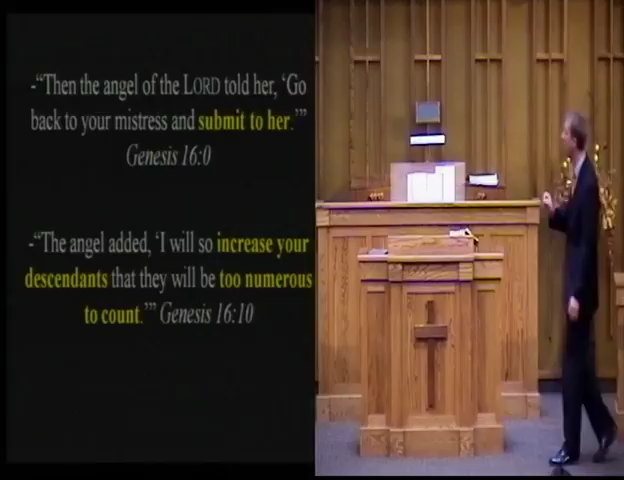 -“Then the angel of the LORD told her, ‘Go
back to your mistress and submit to her.’”
Genesis 16:0
-“The angel added, ‘I will so increase your
descendants that they will be too numerous
to count.’” Genesis 16:10